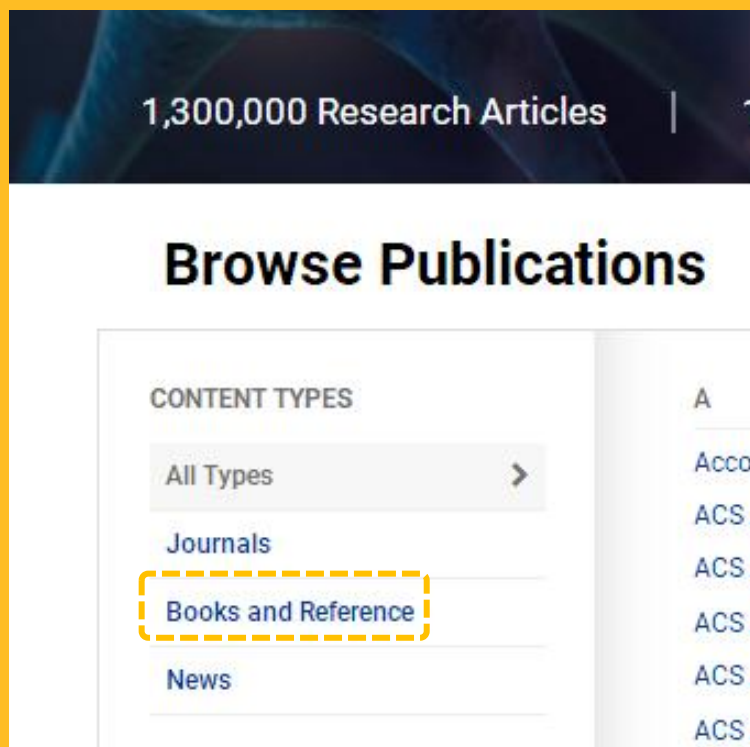 1,300,000 Research Articles |
Browse Publications
CONTENT TYPES
All Types
Journals
Books and Reference
News
A
ACS
ACS
ACS
ACS
ACS